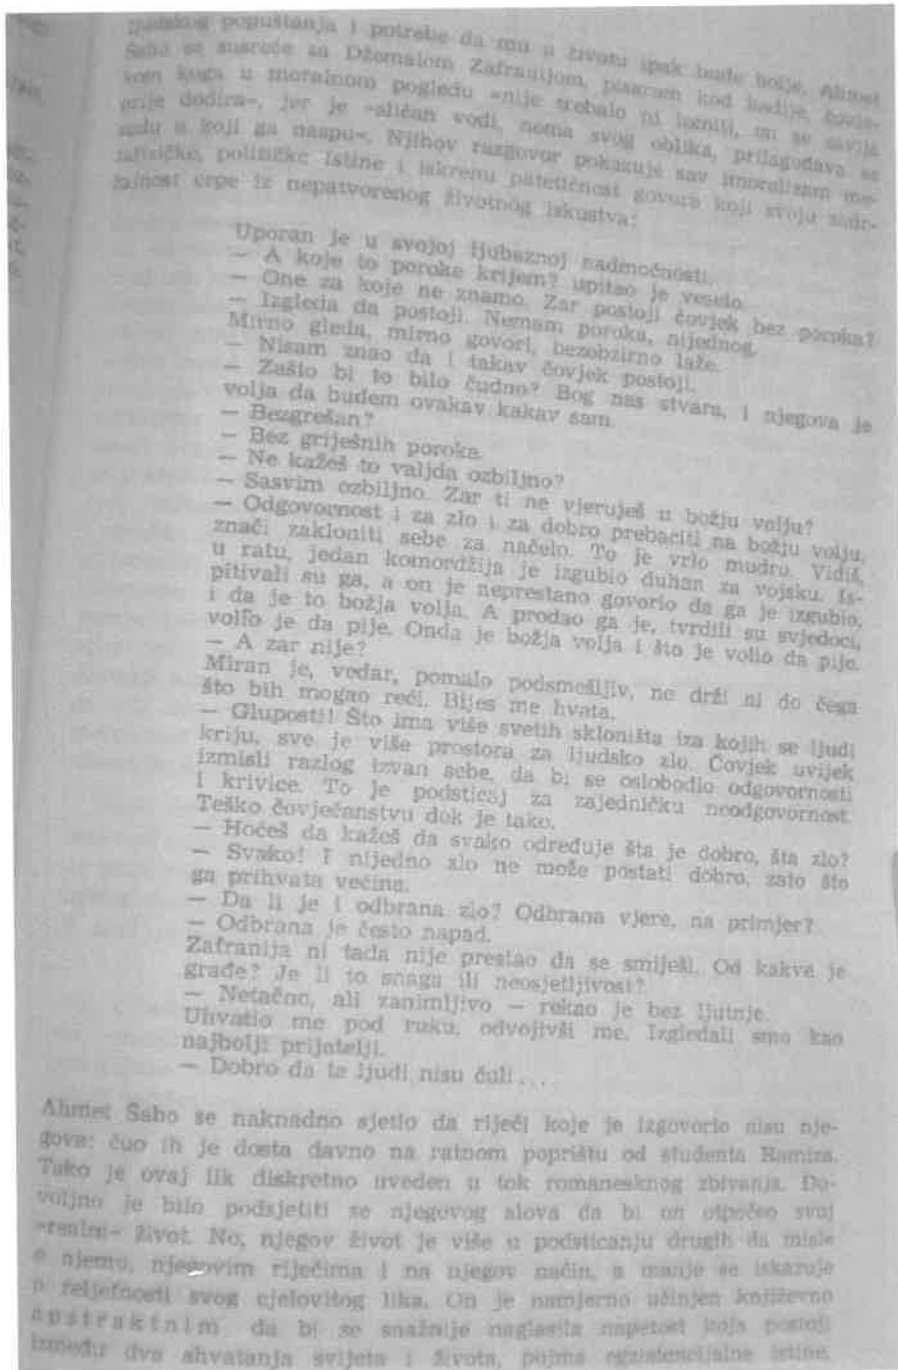 ljudskog popuštanja i potrebe da mu u životu ipak bude bolje, Ahmet
Šabo se susreće sa Džemalom Zafranijom, pisarom kod kadije, čovje-
kom koga u moralnom pogledu »nije trebalo ni lomiti, on se savija
prije dodira«, jer je »sličan vodi, nema svog oblika, prilagođava se
sudu u koji ga naspu«. Njihov razgovor pokazuje sav imoralizam me-
tafizičke, političke istine i iskrenu patetičnost govora koji svoju sadr-
žajnost crpe iz nepatvorenog životnog iskustva:
Uporan je u svojoj ljubaznoj nadmoćnosti.
— A koje to poroke krijem? upitao je veselo.
— One za koje ne znamo. Zar postoji čovjek bez poroka?
— Izgleda da postoji. Nemam poroka, nijednog.
Mirno gleda, mirno govori, bezobzirno laže.
— Nisam znao da i takav čovjek postoji.
— Zašto bi to bilo čudno? Bog nas stvara, i njegova je
volja da budem ovakav kakav sam.
— Bezgrešan?
— Bez griješnih poroka.
— Ne kažeš to valjda ozbiljno?
— Sasvim ozbiljno. Zar ti ne vjeruješ u božju volju?
— Odgovornost i za zlo i za dobro prebaciti na božju volju,
znači zakloniti sebe za načelo. To je vrlo mudro. Vidiš,
u ratu, jedan komordžija je izgubio duhan za vojsku. Is-
pitivali su ga, a on je neprestano govorio da ga je izgubio,
i da je to božja volja. A prodao ga je, tvrdili su svjedoci,
volio je da pije. Onda je božja volja i što je volio da pije.
— A zar nije?
Miran je, vedar, pomalo podsmešljiv, ne drži ni do čega
što bih mogao reći. Bijes me hvata.
— Gluposti! Što ima više svetih skloništa iza kojih se ljudi
kriju, sve je više prostora za ljudsko zlo. Čovjek uvijek
izmisli razlog izvan sebe, da bi se oslobodio odgovornosti
i krivice. To je podsticaj za zajedničku neodgovornost.
Teško čovječanstvu dok je tako.
— Hoćeš da kažeš da svako određuje šta je dobro, šta zlo?
— Svako! I nijedno zlo ne može postati dobro, zato što
ga prihvata većina.
— Da li je i odbrana zlo? Odbrana vjere, na primjer?
— Odbrana je često napad.
Zafranija ni tada nije prestao da se smiješi. Od kakve je
građe? Je li to snaga ili neosjetljivost?
— Netačno, ali zanimljivo — rekao je bez ljutnje.
Uhvatio me pod ruku, odvojivši me. Izgledali smo kao
najbolji prijatelji.
— Dobro da te ljudi nisu čuli...
Ahmet Šabo se naknadno sjetio da riječi koje je izgovorio nisu nje-
gove: čuo ih je dosta davno na ratnom poprištu od studenta Ramiza.
Tako je ovaj lik diskretno uveden u tok romanesknog zbivanja. Do-
voljno je bilo podsjetiti se njegovog slova da bi on otpočeo svoj
»realni« život. No, njegov život je više u podsticanju drugih da misle
o njemu, njegovim riječima i na njegov način, a manje se iskazuje
u reljefnosti svog cjelovitog lika. On je namjerno učinjen književno
apstraktnim da bi se snažnije naglasila napetost koja postoji
između dva shvatanja svijeta i života, pojma egzistencijalne istine,